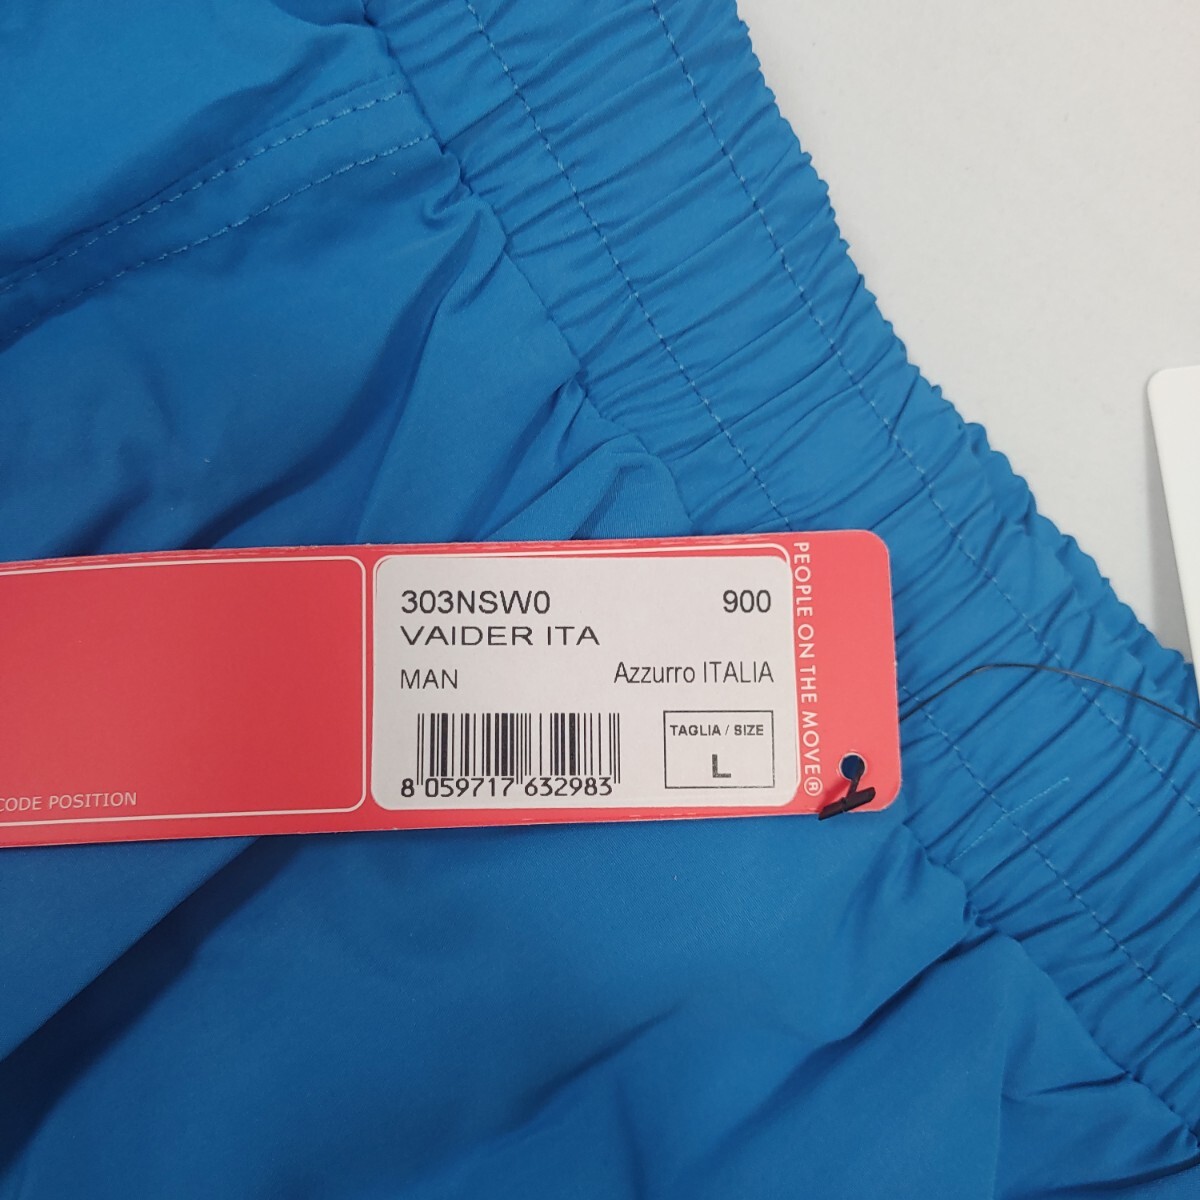 303NSW0 900
VAIDER ITA
MAN Azzurro ITALIA
TAGLIA / SIZE
L
8 059717 632983
PEOPLE ON THE MOVE®
CODE POSITION